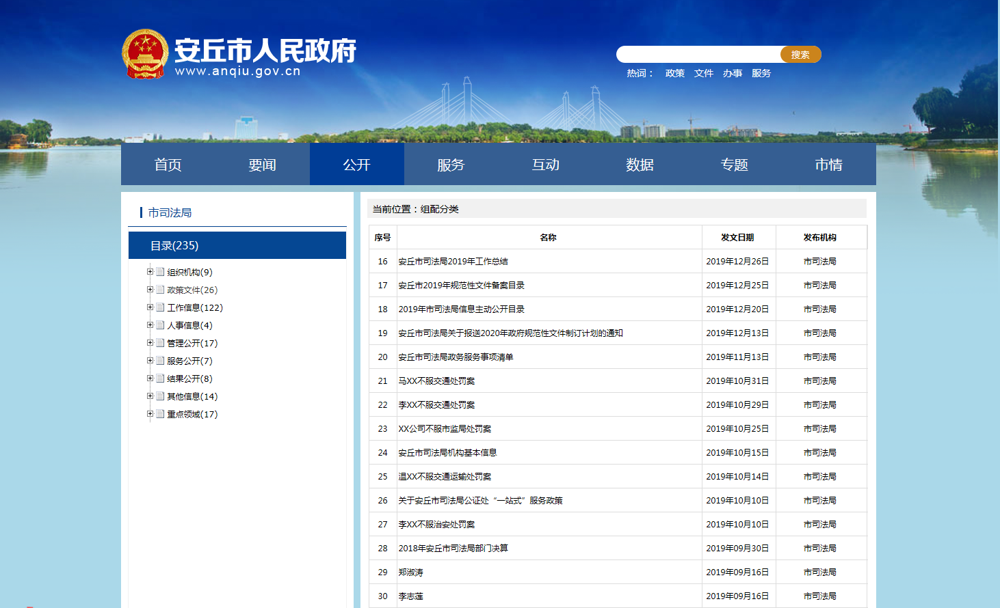 安丘市人民政府
www.anqiu.gov.cn
搜索
热词： 政策 文件 办事 服务
首页 要闻 公开 服务 互动 数据 专题 市情
市司法局
目录(235)
组织机构(9)
政策文件(26)
工作信息(122)
人事信息(4)
管理公开(17)
服务公开(7)
结果公开(8)
其他信息(14)
重点领域(17)
当前位置：组配分类
序号 名称 发文日期 发布机构
16 安丘市司法局2019年工作总结 2019年12月26日 市司法局
17 安丘市2019年规范性文件备案目录 2019年12月25日 市司法局
18 2019年市司法局信息主动公开目录 2019年12月20日 市司法局
19 安丘市司法局关于报送2020年政府规范性文件制订计划的通知 2019年12月13日 市司法局
20 安丘市司法局政务服务事项清单 2019年11月13日 市司法局
21 马XX不服交通处罚案 2019年10月31日 市司法局
22 李XX不服交通处罚案 2019年10月29日 市司法局
23 XX公司不服市监局处罚案 2019年10月25日 市司法局
24 安丘市司法局机构基本信息 2019年10月15日 市司法局
25 温XX不服交通运输处罚案 2019年10月14日 市司法局
26 关于安丘市司法局公证处“一站式”服务政策 2019年10月10日 市司法局
27 李XX不服治安处罚案 2019年10月10日 市司法局
28 2018年安丘市司法局部门决算 2019年09月30日 市司法局
29 郑淑涛 2019年09月16日 市司法局
30 李志莲 2019年09月16日 市司法局